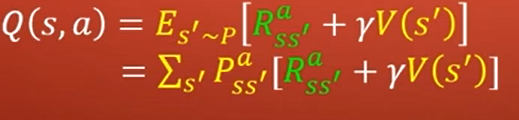 Q(s, a) = E_{s'~P}[R^a_{ss'} + γV(s')]
= ∑_{s'} P^a_{ss'}[R^a_{ss'} + γV(s')]